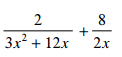 2/(3x² + 12x) + 8/(2x)